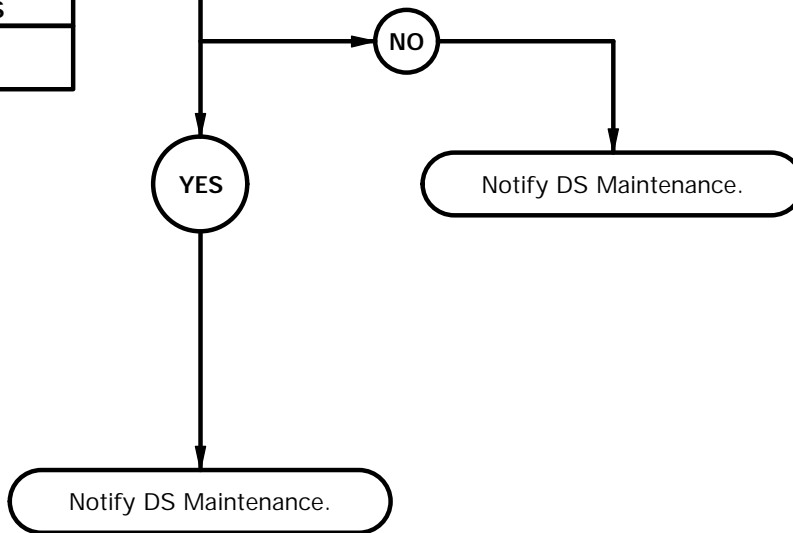 S
NO
YES
Notify DS Maintenance.
Notify DS Maintenance.